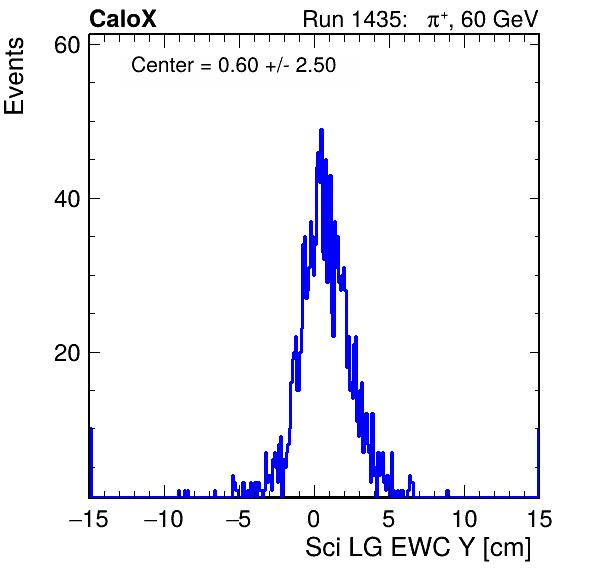 CaloX Run 1435: π⁺, 60 GeV
Center = 0.60 +/- 2.50
Events
60
40
20
−15 −10 −5 0 5 10 15
Sci LG EWC Y [cm]